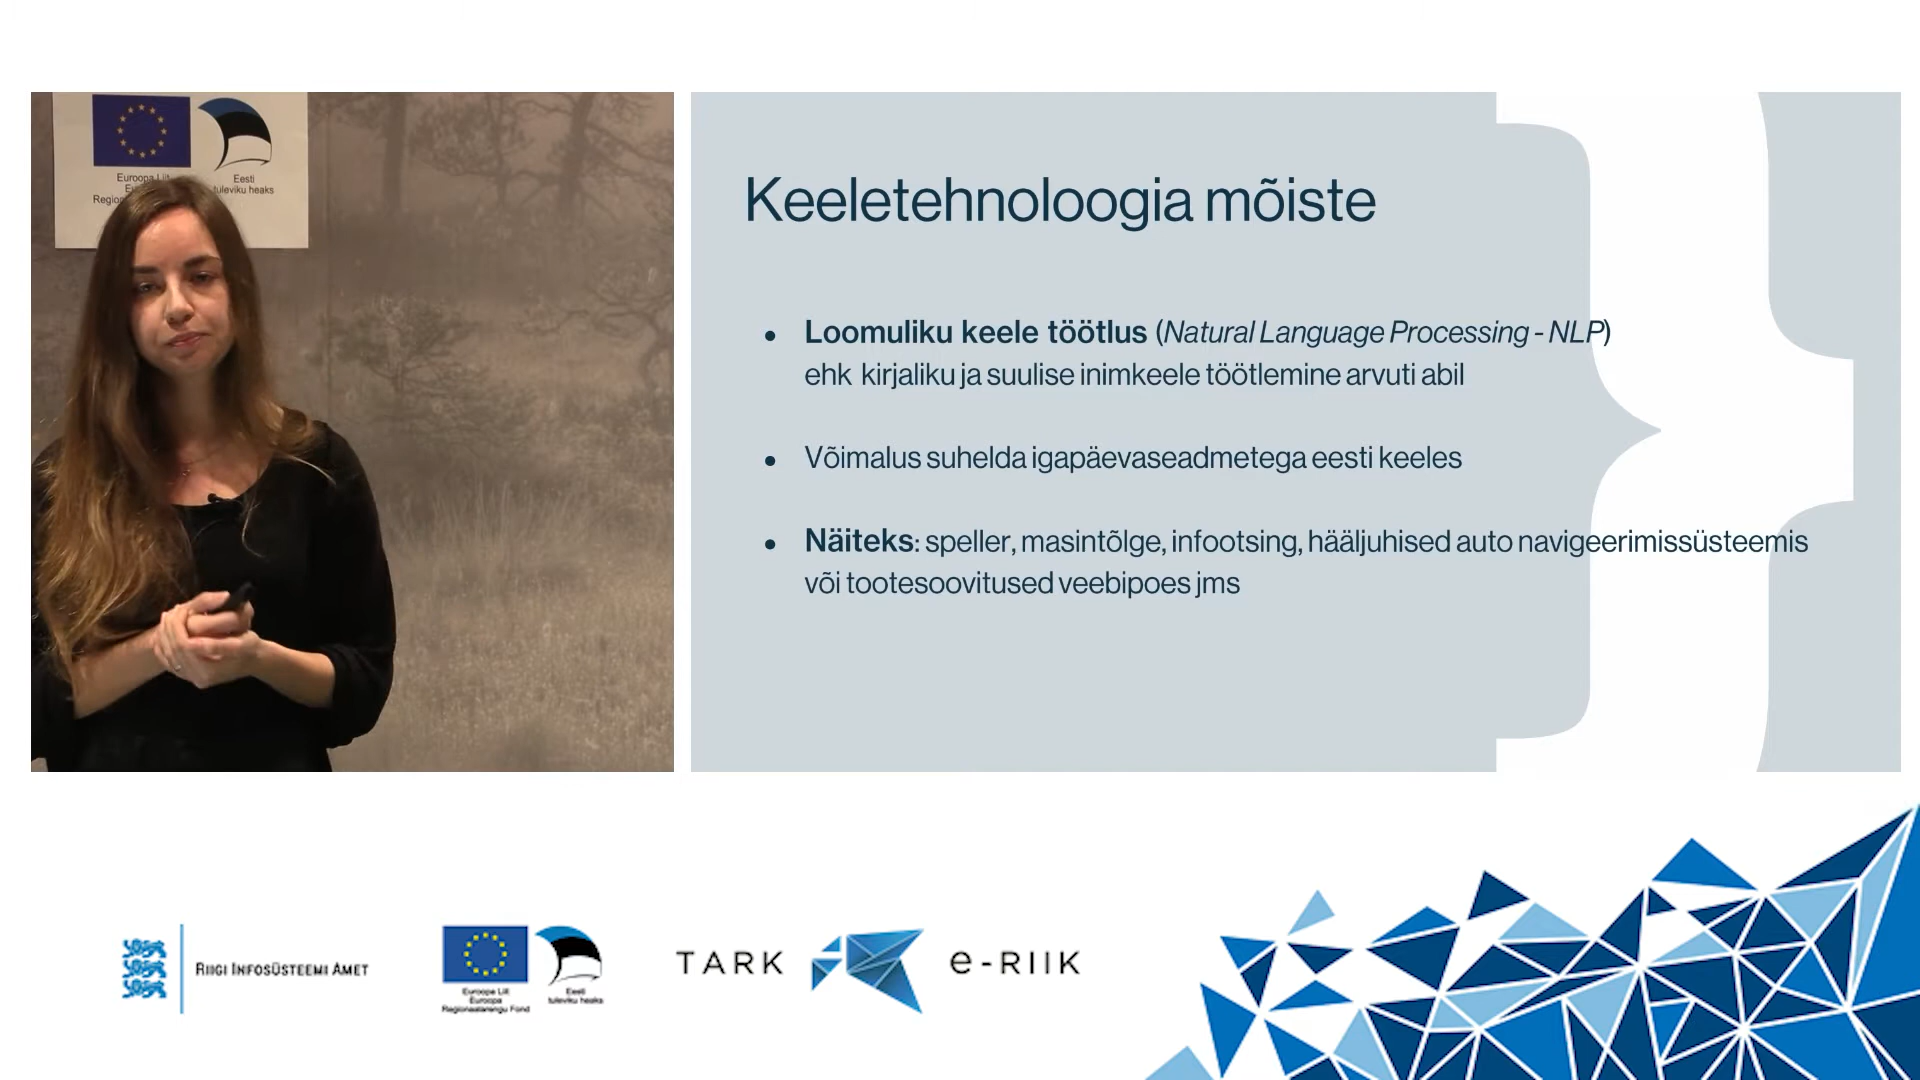 Euroopa Liit
Eesti
tuleviku heaks
Keeletehnoloogia mõiste
• Loomuliku keele töötlus (Natural Language Processing - NLP)
ehk kirjaliku ja suulise inimkeele töötlemine arvuti abil
• Võimalus suhelda igapäevaseadmetega eesti keeles
• Näiteks: speller, masintõlge, infootsing, hääljuhised auto navigeerimissüsteemis
või tootesoovitused veebipoes jms
RIIGI INFOSÜSTEEMI AMET
Euroopa Liit
Euroopa
Regionaalarengu Fond
Eesti
tuleviku heaks
TARK e-RIIK